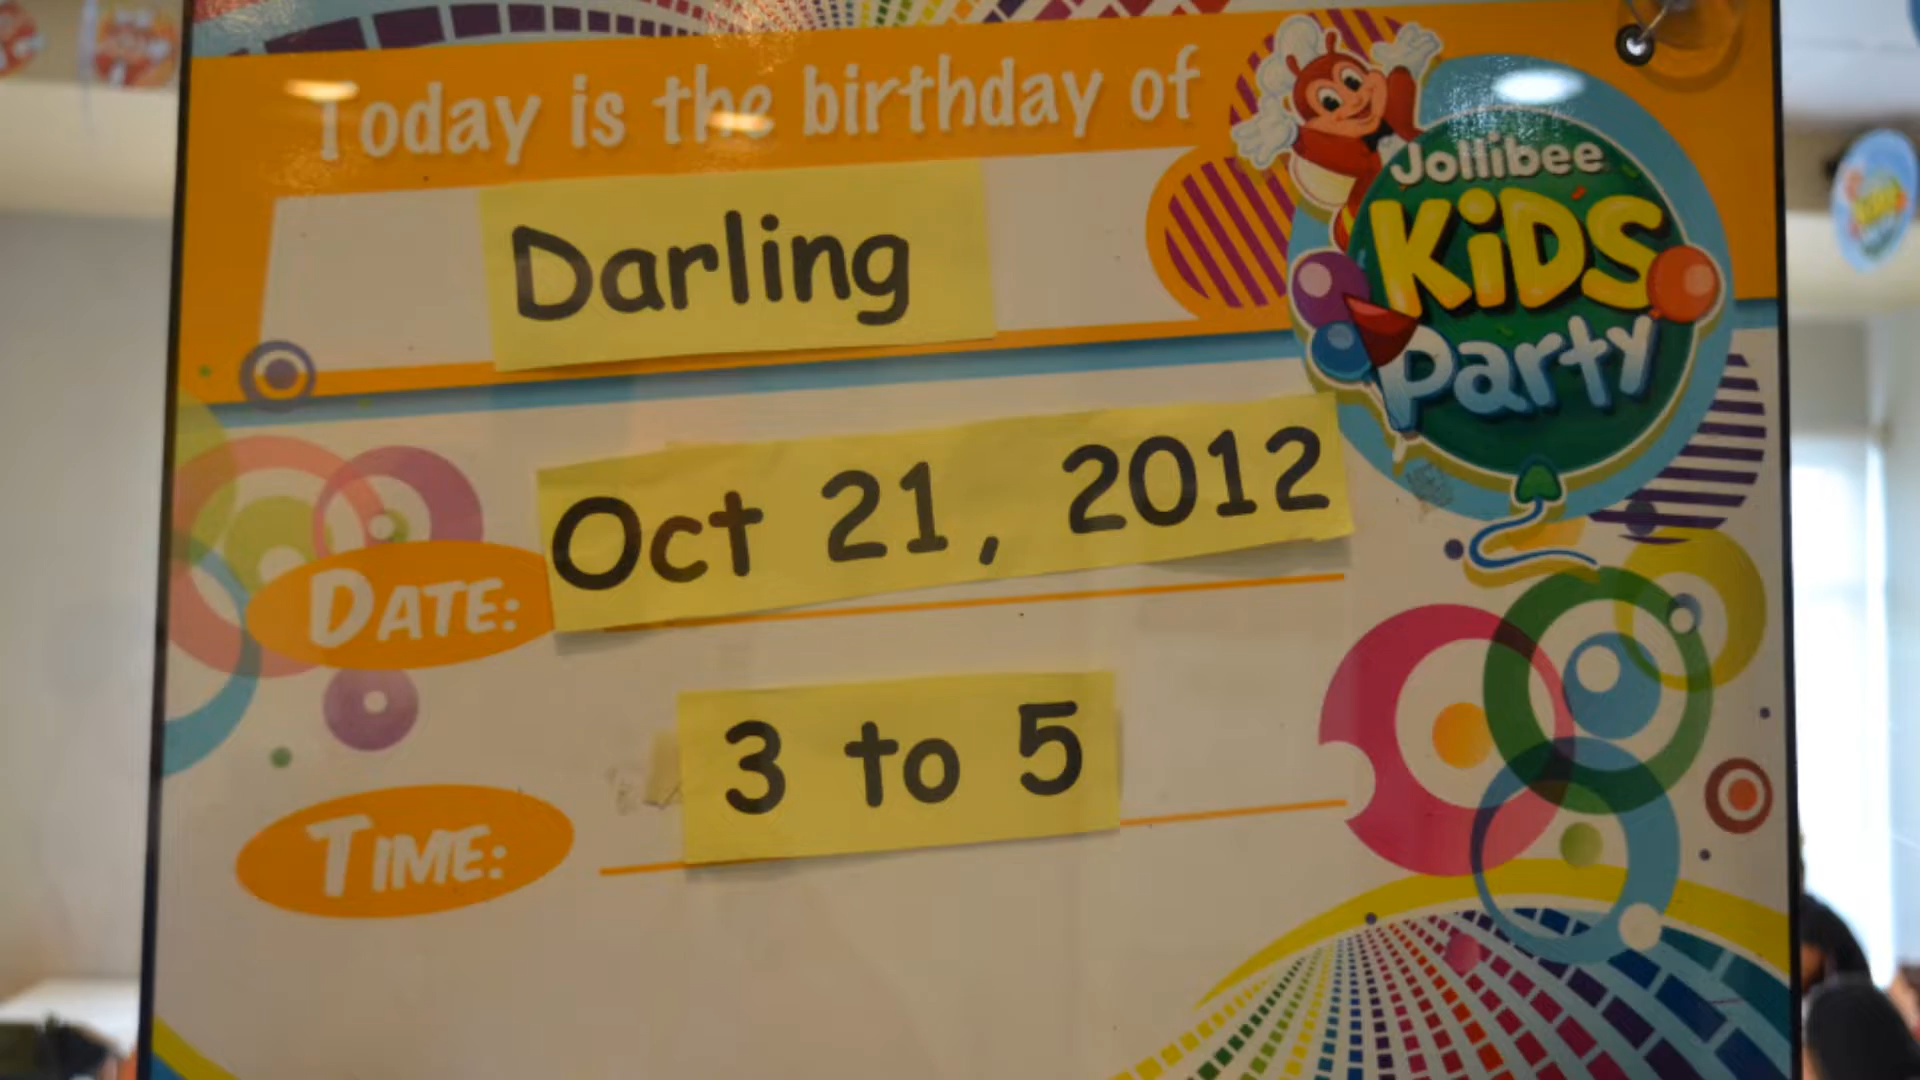 Today is the birthday of
Jollibee
KiDS
Party
Darling
DATE: Oct 21, 2012
TIME: 3 to 5